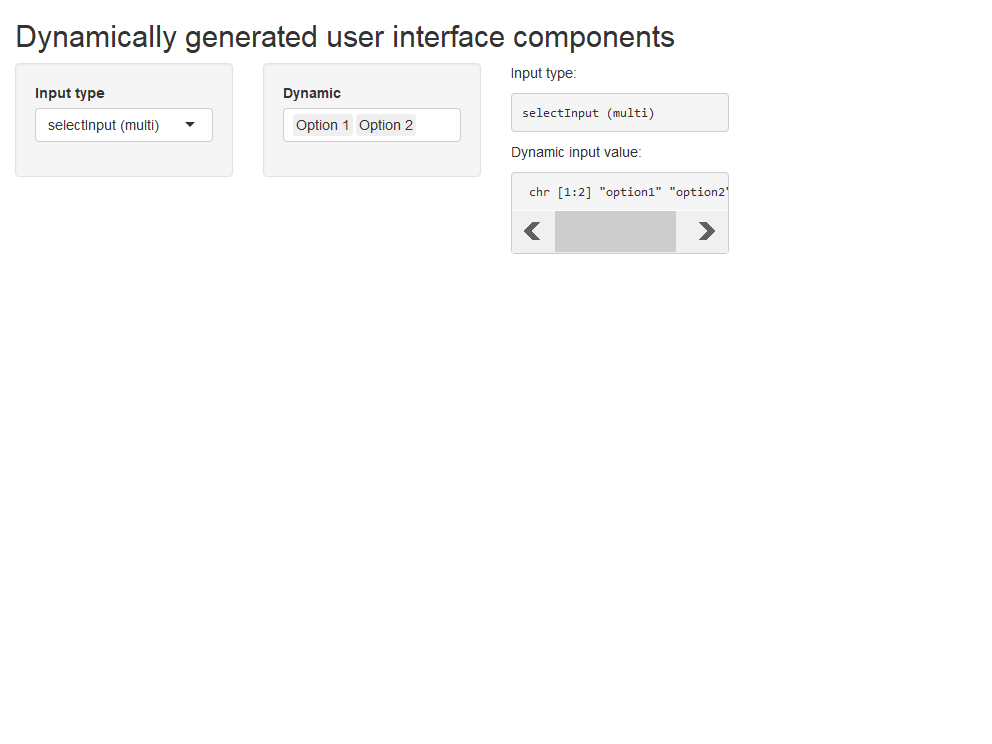 Dynamically generated user interface components
Input type
selectInput (multi)
Dynamic
Option 1 Option 2
Input type:
selectInput (multi)
Dynamic input value:
chr [1:2] "option1" "option2"